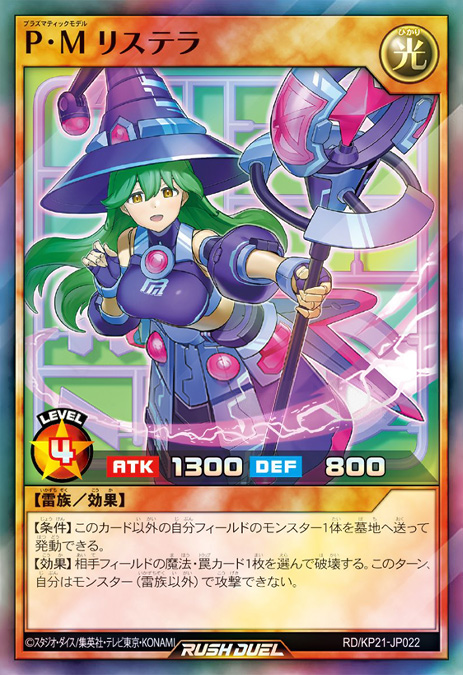 プラズマティックモデル
P・M リステラ
ひかり
光
LEVEL
4
ATK 1300 DEF 800
【雷族／効果】
【条件】このカード以外の自分フィールドのモンスター1体を墓地へ送って
発動できる。
【効果】相手フィールドの魔法・罠カード1枚を選んで破壊する。このターン、
自分はモンスター（雷族以外）で攻撃できない。
©スタジオ・ダイス/集英社・テレビ東京・KONAMI
RUSH DUEL
RD/KP21-JP022